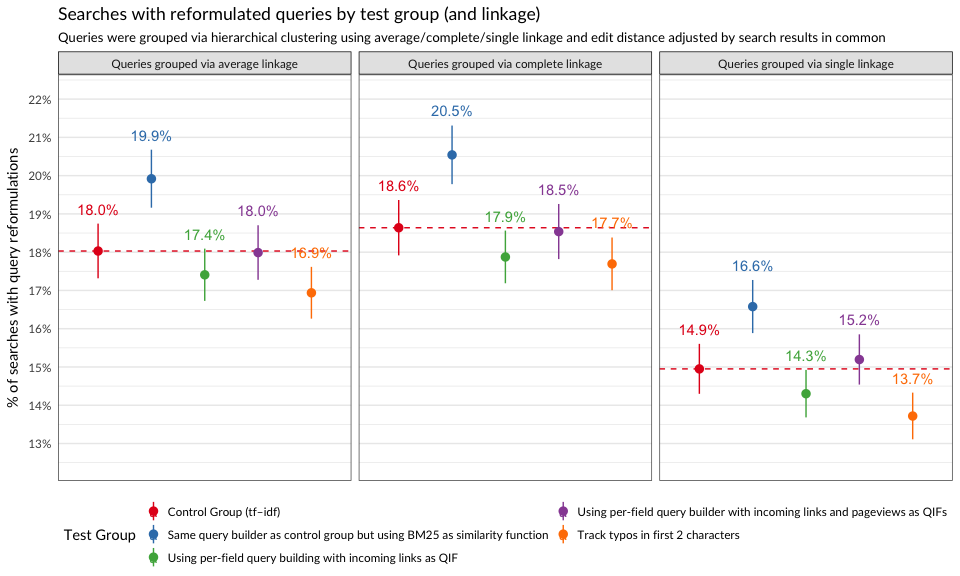 Searches with reformulated queries by test group (and linkage)
Queries were grouped via hierarchical clustering using average/complete/single linkage and edit distance adjusted by search results in common
Queries grouped via average linkage
Queries grouped via complete linkage
Queries grouped via single linkage
% of searches with query reformulations
22%
21%
20%
19%
18%
17%
16%
15%
14%
13%
18.0%
19.9%
17.4%
18.0%
16.9%
18.6%
20.5%
17.9%
18.5%
17.7%
14.9%
16.6%
14.3%
15.2%
13.7%
Test Group
Control Group (tf–idf)
Same query builder as control group but using BM25 as similarity function
Using per-field query building with incoming links as QIF
Using per-field query builder with incoming links and pageviews as QIFs
Track typos in first 2 characters